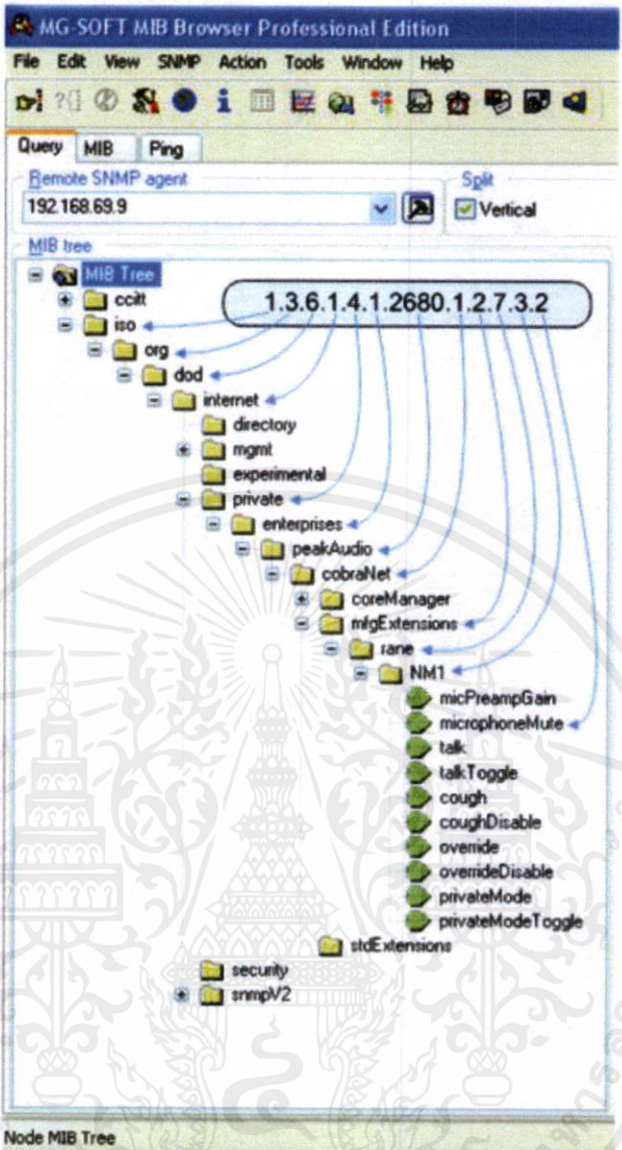 MG-SOFT MIB Browser Professional Edition
File Edit View SNMP Action Tools Window Help
Query MIB Ping
Remote SNMP agent
Split
192.168.69.9
Vertical
MIB tree
MIB Tree
1.3.6.1.4.1.2680.1.2.7.3.2
ccitt
iso
org
dod
internet
directory
mgmt
experimental
private
enterprises
peakAudio
cobraNet
coreManager
mfgExtensions
rane
NM1
micPreampGain
microphoneMute
talk
talkToggle
cough
coughDisable
override
overrideDisable
privateMode
privateModeToggle
stdExtensions
security
snmpV2
Node MIB Tree